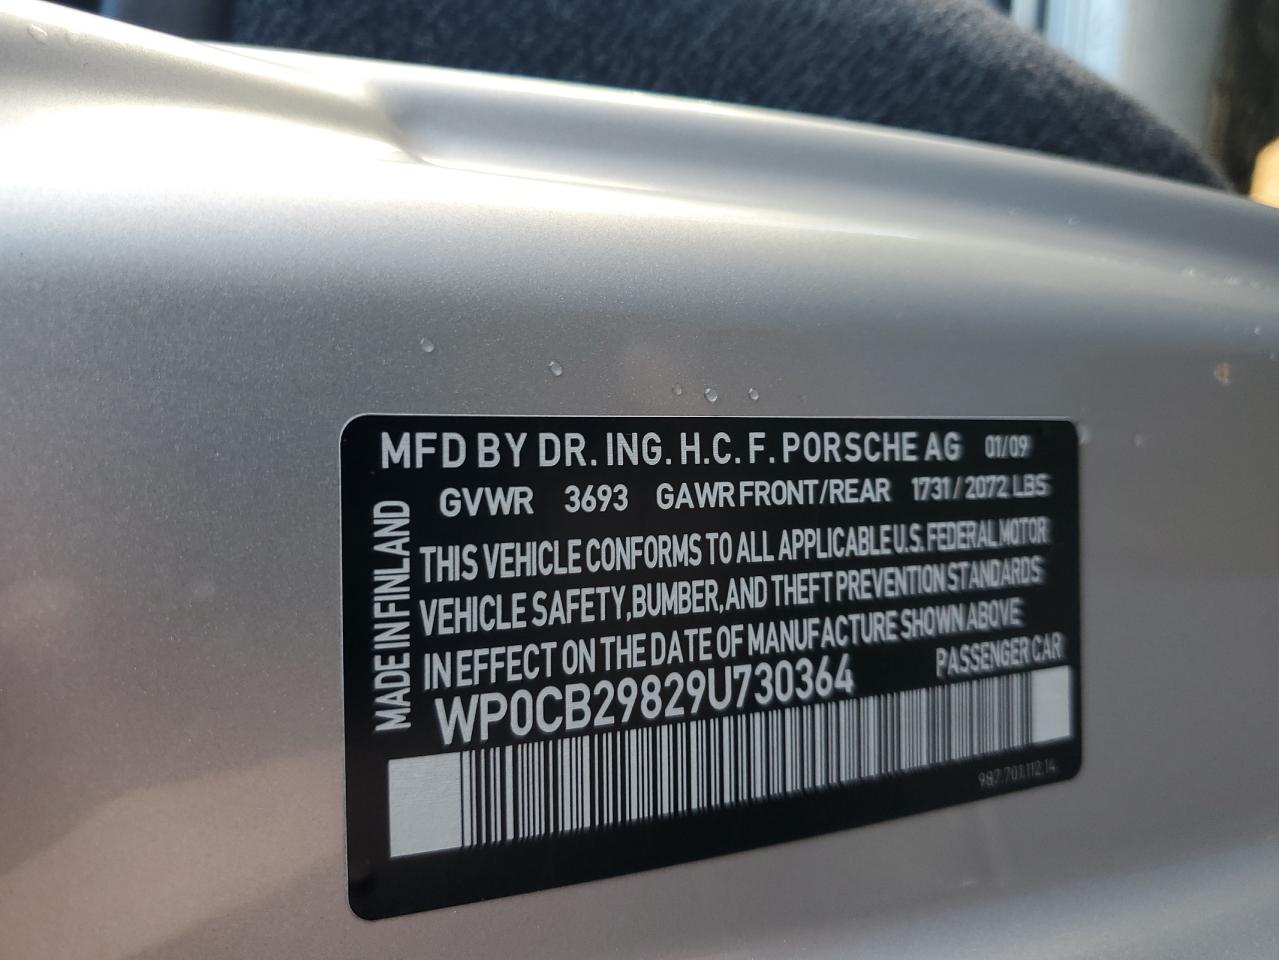 MFD BY DR. ING. H.C. F. PORSCHE AG 01/09
GVWR 3693 GAWR FRONT/REAR 1731/2072 LBS
THIS VEHICLE CONFORMS TO ALL APPLICABLE U.S. FEDERAL MOTOR
VEHICLE SAFETY, BUMBER, AND THEFT PREVENTION STANDARDS
IN EFFECT ON THE DATE OF MANUFACTURE SHOWN ABOVE
WP0CB29829U730364 PASSENGER CAR
987.701.112.14
MADE IN FINLAND